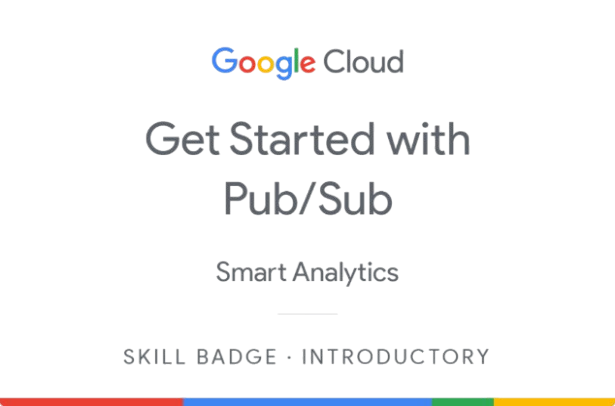 Google Cloud
Get Started with
Pub/Sub
Smart Analytics
SKILL BADGE · INTRODUCTORY